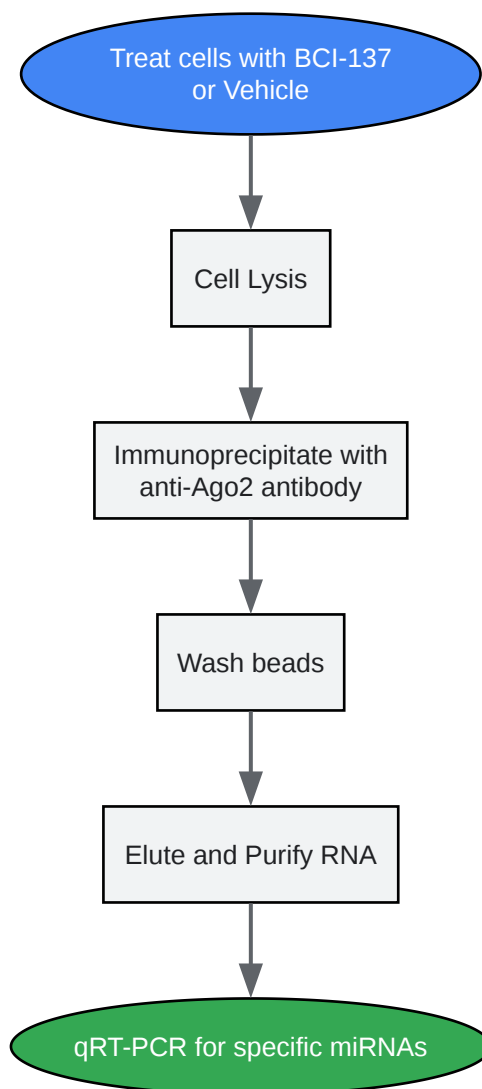 Treat cells with BCI-137
or Vehicle
Cell Lysis
Immunoprecipitate with
anti-Ago2 antibody
Wash beads
Elute and Purify RNA
qRT-PCR for specific miRNAs